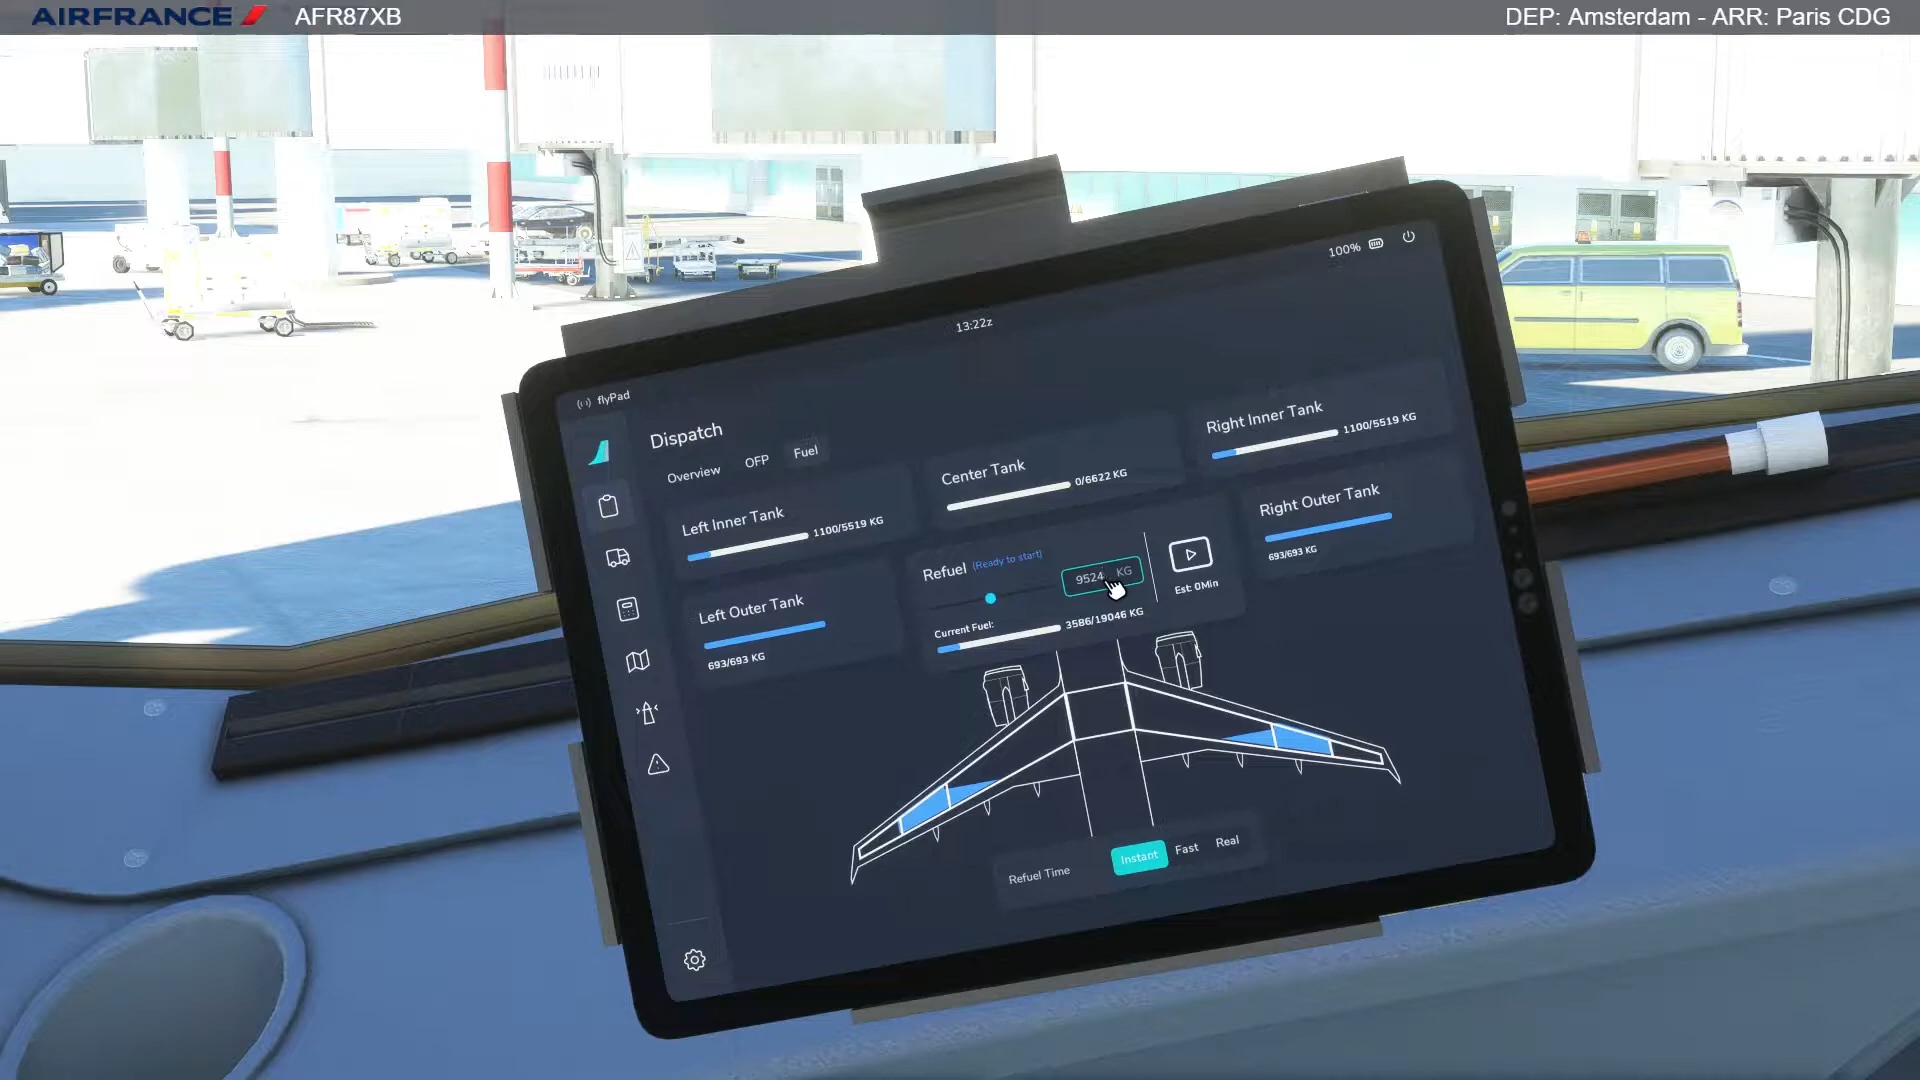 AIRFRANCE AFR87XB DEP: Amsterdam - ARR: Paris CDG
100%
13:22z
flyPad
Dispatch
Overview OFP Fuel
Left Inner Tank
1100/5519 KG
Center Tank
0/6622 KG
Right Inner Tank
1100/5519 KG
Left Outer Tank
693/693 KG
Refuel (Ready to start)
9524 KG
Est: 0Min
Current Fuel:
3586/19046 KG
Right Outer Tank
693/693 KG
Refuel Time Instant Fast Real